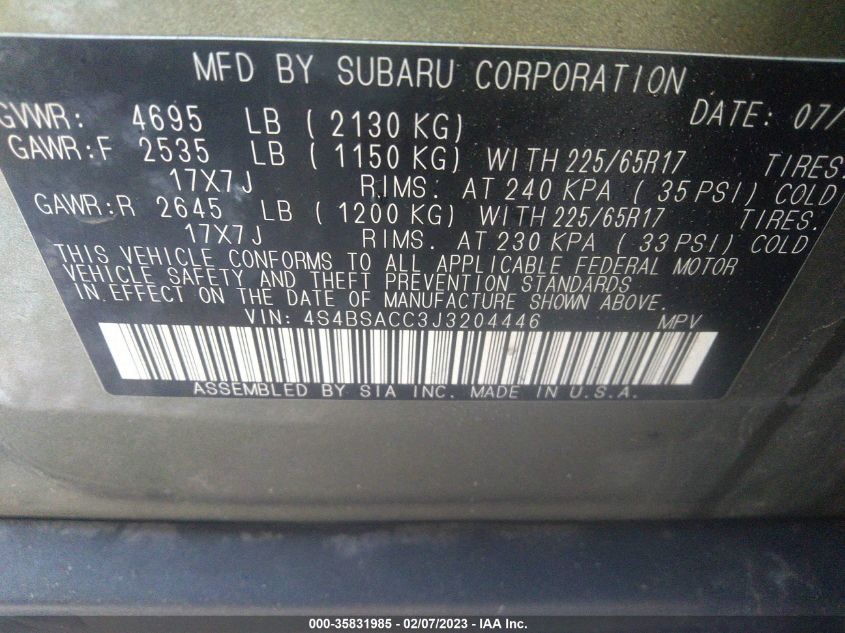 MFD BY SUBARU CORPORATION
DATE: 07/
GVWR: 4695 LB ( 2130 KG)
GAWR:F 2535 LB ( 1150 KG) WITH 225/65R17 TIRES.
17X7J RIMS. AT 240 KPA ( 35 PSI) COLD
GAWR:R 2645 LB ( 1200 KG) WITH 225/65R17 TIRES.
17X7J RIMS. AT 230 KPA ( 33 PSI) COLD
THIS VEHICLE CONFORMS TO ALL APPLICABLE FEDERAL MOTOR
VEHICLE SAFETY AND THEFT PREVENTION STANDARDS
IN EFFECT ON THE DATE OF MANUFACTURE SHOWN ABOVE.
VIN: 4S4BSACC3J3204446 MPV
ASSEMBLED BY SIA INC. MADE IN U.S.A.
000-35831985 — 02/07/2023 — IAA Inc.